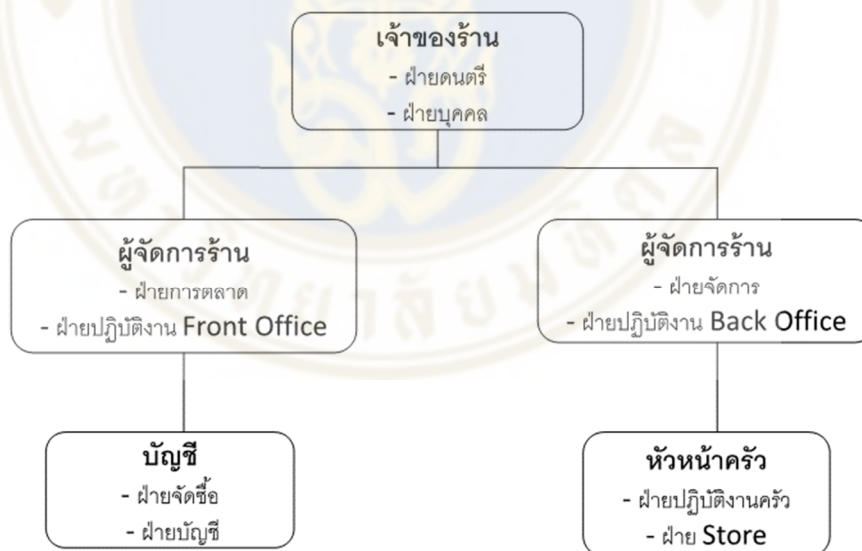 เจ้าของร้าน
- ฝ่ายดนตรี
- ฝ่ายบุคคล
ผู้จัดการร้าน
- ฝ่ายการตลาด
- ฝ่ายปฏิบัติงาน Front Office
ผู้จัดการร้าน
- ฝ่ายจัดการ
- ฝ่ายปฏิบัติงาน Back Office
บัญชี
- ฝ่ายจัดซื้อ
- ฝ่ายบัญชี
หัวหน้าครัว
- ฝ่ายปฏิบัติงานครัว
- ฝ่าย Store